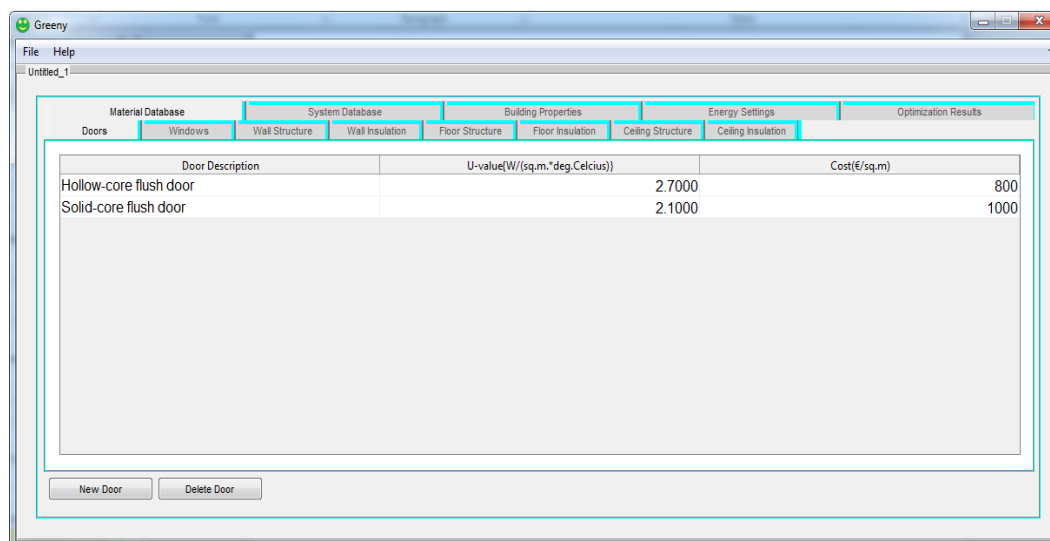 Greeny
File Help
Untitled_1
Material Database System Database Building Properties Energy Settings Optimization Results
Doors Windows Wall Structure Wall Insulation Floor Structure Floor Insulation Ceiling Structure Ceiling Insulation
Door Description U-value{W/(sq.m.*deg.Celcius)} Cost(€/sq.m)
Hollow-core flush door 2.7000 800
Solid-core flush door 2.1000 1000
New Door Delete Door